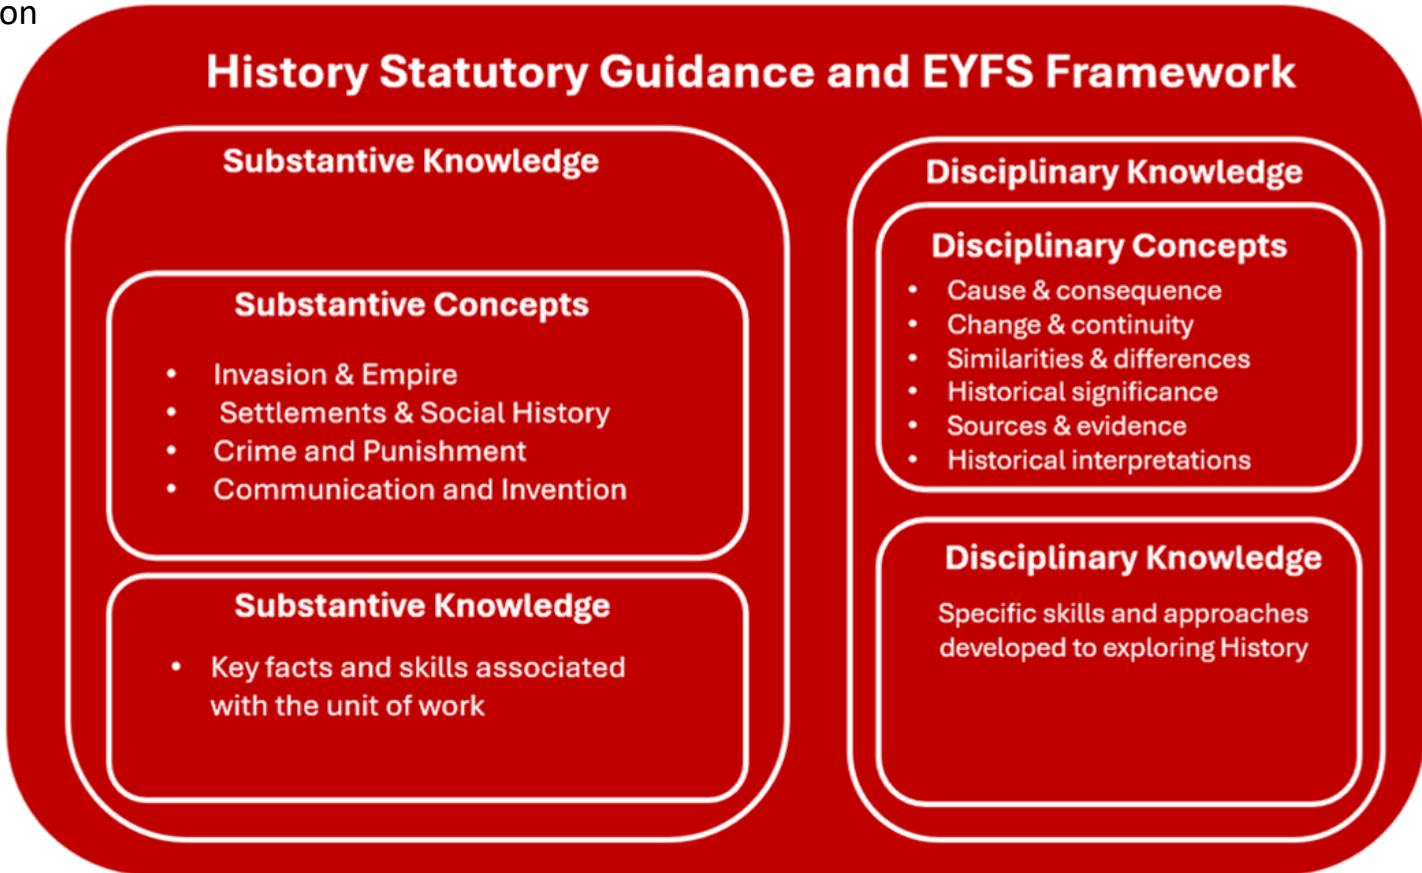 on
History Statutory Guidance and EYFS Framework
Substantive Knowledge
Substantive Concepts
• Invasion & Empire
• Settlements & Social History
• Crime and Punishment
• Communication and Invention
Substantive Knowledge
• Key facts and skills associated
with the unit of work
Disciplinary Knowledge
Disciplinary Concepts
• Cause & consequence
• Change & continuity
• Similarities & differences
• Historical significance
• Sources & evidence
• Historical interpretations
Disciplinary Knowledge
Specific skills and approaches
developed to exploring History